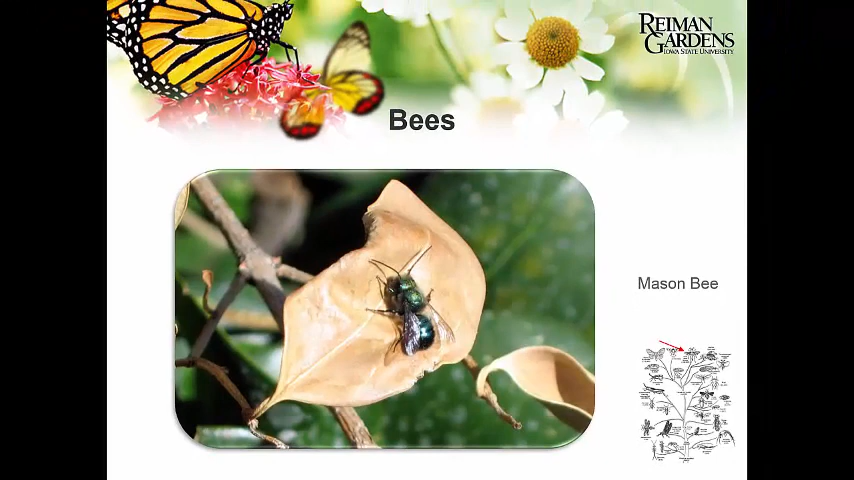 REIMAN
GARDENS
IOWA STATE UNIVERSITY
Bees
Mason Bee